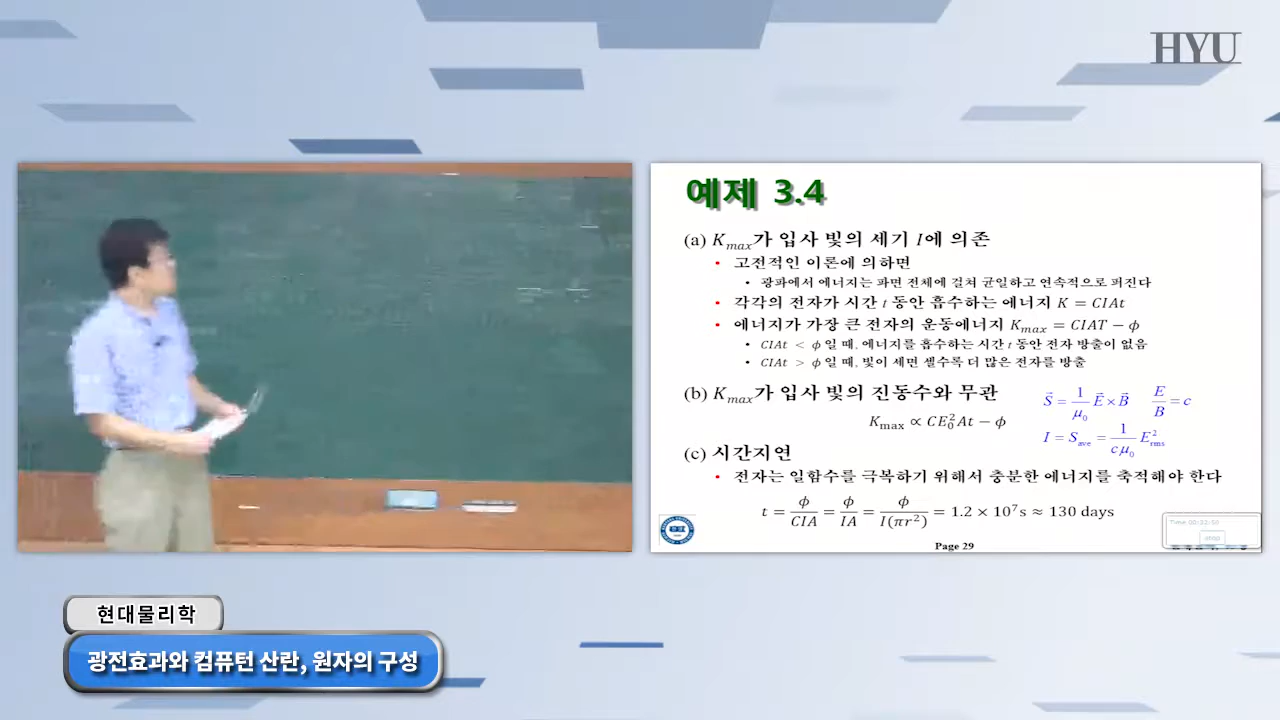 HYU
예제 3.4
(a) K_max가 입사 빛의 세기 I에 의존
• 고전적인 이론에 의하면
• 광파에서 에너지는 파면 전체에 걸쳐 균일하고 연속적으로 퍼진다
• 각각의 전자가 시간 t 동안 흡수하는 에너지 K = CIAt
• 에너지가 가장 큰 전자의 운동에너지 K_max = CIAT − ϕ
• CIAt < ϕ 일 때, 에너지를 흡수하는 시간 t 동안 전자 방출이 없음
• CIAt > ϕ 일 때, 빛이 세면 셀수록 더 많은 전자를 방출
(b) K_max가 입사 빛의 진동수와 무관
S⃗ = 1/μ₀ E⃗ × B⃗ E/B = c
K_max ∝ CE₀²At − ϕ
I = S_ave = 1/(cμ₀) E²_rms
(c) 시간지연
• 전자는 일함수를 극복하기 위해서 충분한 에너지를 축적해야 한다
t = ϕ/CIA = ϕ/IA = ϕ/I(πr²) = 1.2 × 10⁷s ≈ 130 days
Page 29
현대물리학
광전효과와 컴퓨턴 산란, 원자의 구성